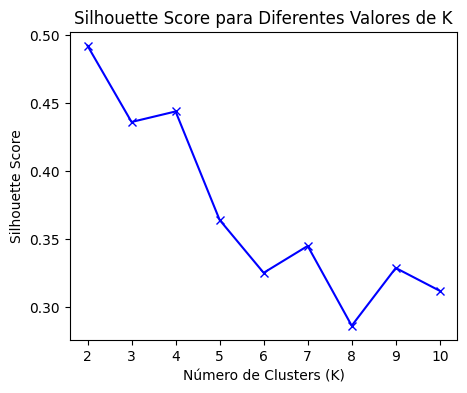 Silhouette Score para Diferentes Valores de K
0.50
0.45
0.40
0.35
0.30
Silhouette Score
2 3 4 5 6 7 8 9 10
Número de Clusters (K)